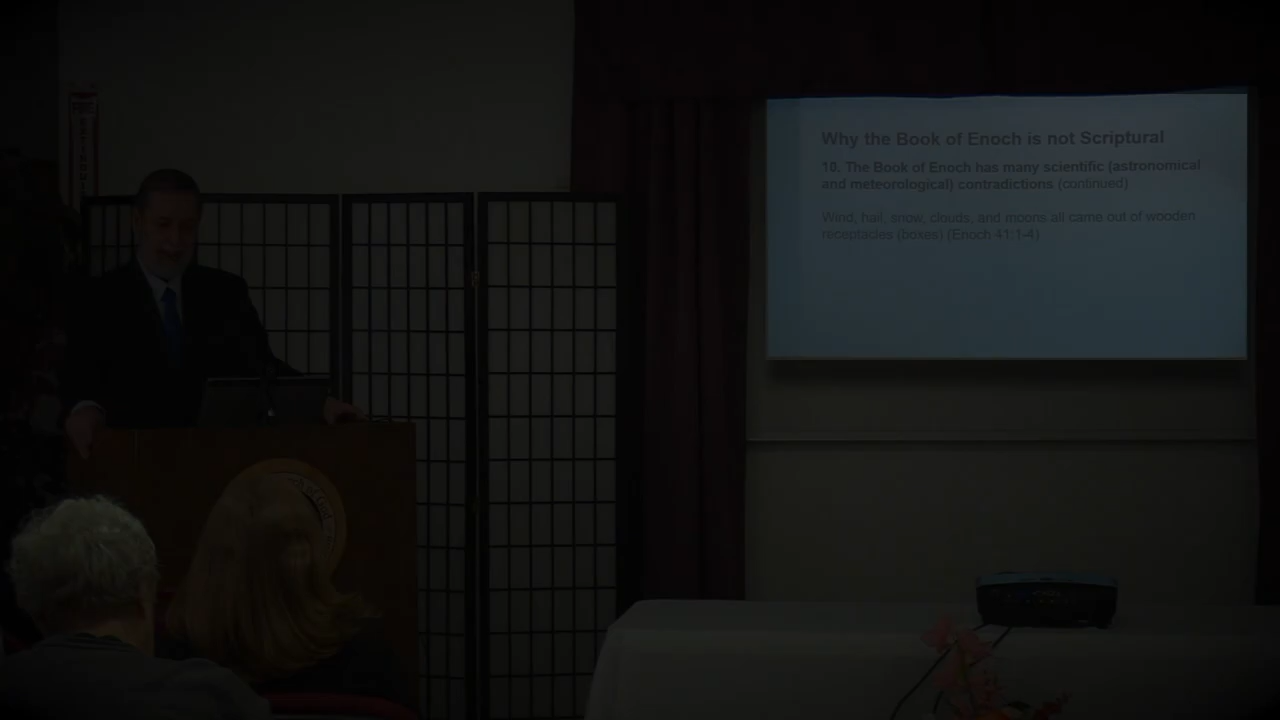 Why the Book of Enoch is not Scriptural
10. The Book of Enoch has many scientific (astronomical
and meteorological) contradictions (continued)
Wind, hail, snow, clouds, and moons all came out of wooden
receptacles (boxes) (Enoch 41:1-4)